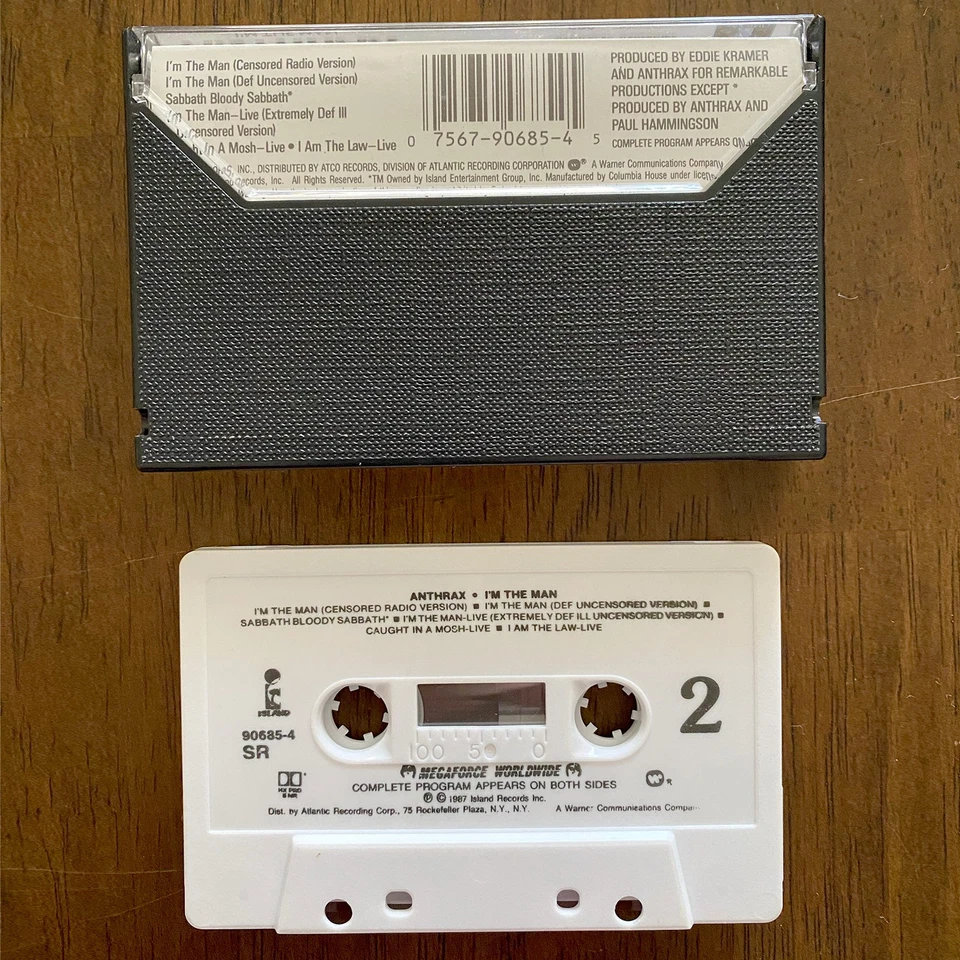 I'm The Man (Censored Radio Version)
I'm The Man (Def Uncensored Version)
Sabbath Bloody Sabbath*
I'm The Man–Live (Extremely Def Ill
Uncensored Version)
In A Mosh–Live • I Am The Law–Live
0 7567-90685-4 5
PRODUCED BY EDDIE KRAMER
AND ANTHRAX FOR REMARKABLE
PRODUCTIONS EXCEPT *
PRODUCED BY ANTHRAX AND
PAUL HAMMINGSON
COMPLETE PROGRAM APPEARS
INC., DISTRIBUTED BY ATCO RECORDS, DIVISION OF ATLANTIC RECORDING CORPORATION ® A Warner Communications Company
Records, Inc. All Rights Reserved. *TM Owned by Island Entertainment Group, Inc. Manufactured by Columbia House under
ANTHRAX • I'M THE MAN
I'M THE MAN (CENSORED RADIO VERSION) ■ I'M THE MAN (DEF UNCENSORED VERSION) ■
SABBATH BLOODY SABBATH* ■ I'M THE MAN-LIVE (EXTREMELY DEF ILL UNCENSORED VERSION) ■
CAUGHT IN A MOSH-LIVE ■ I AM THE LAW-LIVE
ISLAND
90685-4
SR
2
100 50 0
HX PRO
B NR
MEGAFORCE WORLDWIDE
COMPLETE PROGRAM APPEARS ON BOTH SIDES
℗ © 1987 Island Records Inc.
Dist. by Atlantic Recording Corp., 75 Rockefeller Plaza, N.Y., N.Y. A Warner Communications Company